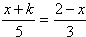 (x+k)/5 = (2−x)/3